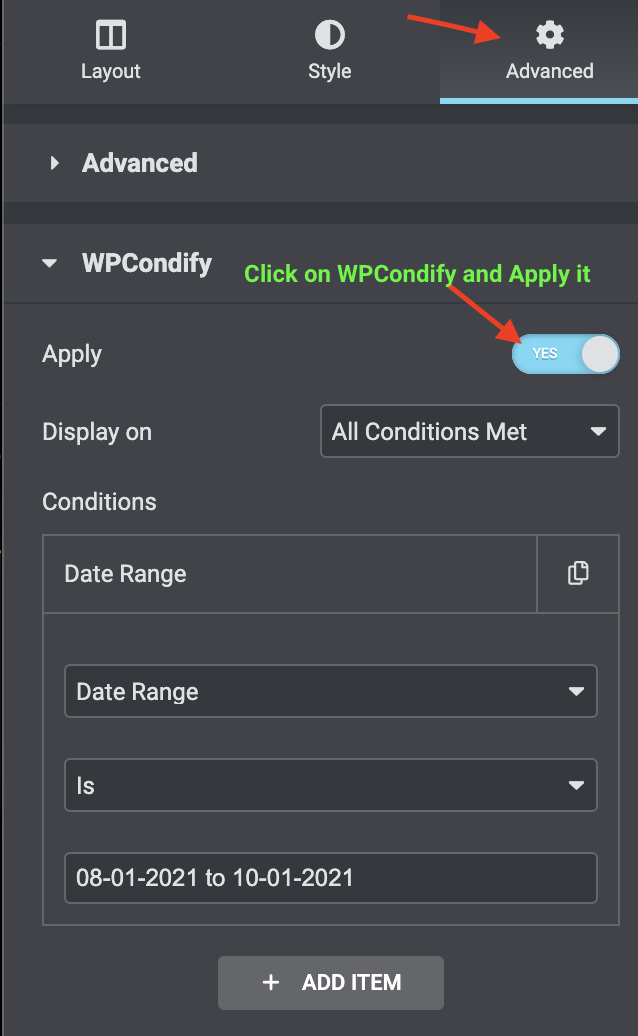 Layout
Style
Advanced
Advanced
WPCondify
Click on WPCondify and Apply it
Apply
YES
Display on
All Conditions Met
Conditions
Date Range
Date Range
Is
08-01-2021 to 10-01-2021
+ ADD ITEM